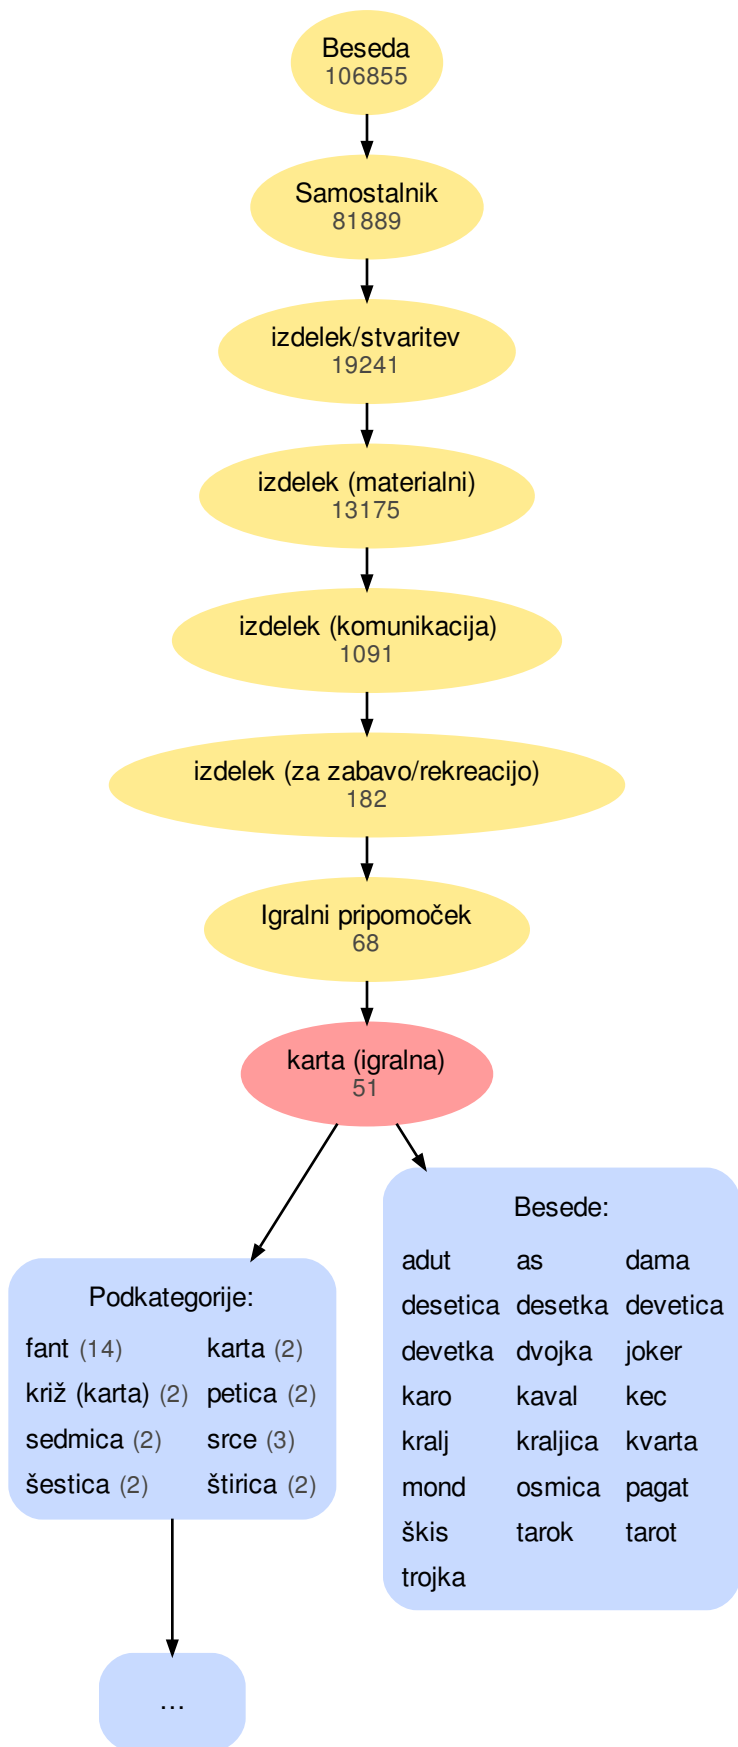 Beseda
106855
Samostalnik
81889
izdelek/stvaritev
19241
izdelek (materialni)
13175
izdelek (komunikacija)
1091
izdelek (za zabavo/rekreacijo)
182
Igralni pripomoček
68
karta (igralna)
51
Podkategorije:
fant (14) karta (2)
križ (karta) (2) petica (2)
sedmica (2) srce (3)
šestica (2) štirica (2)
...
Besede:
adut as dama
desetica desetka devetica
devetka dvojka joker
karo kaval kec
kralj kraljica kvarta
mond osmica pagat
škis tarok tarot
trojka